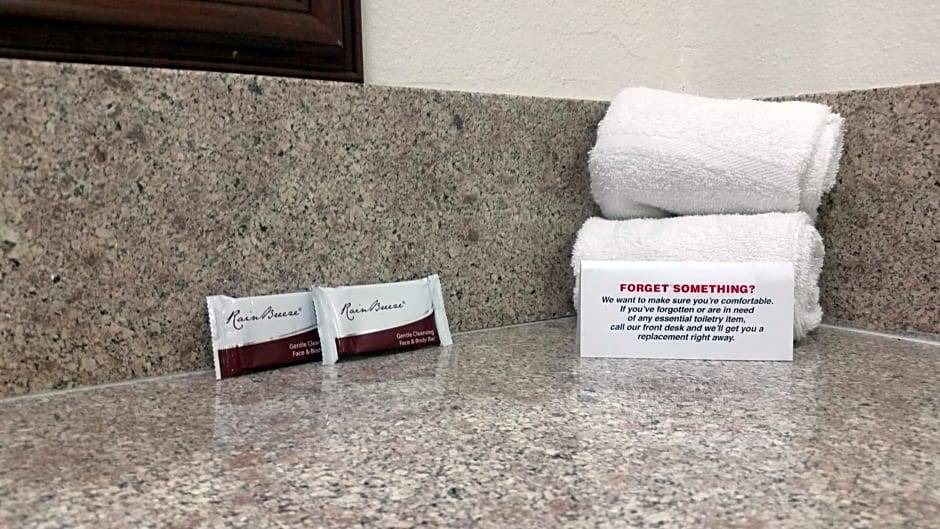 RainBreeze
Gentle Cleans
Face & Body
RainBreeze®
Gentle Cleansing
Face & Body Bar
FORGET SOMETHING?
We want to make sure you're comfortable.
If you've forgotten or are in need
of any essential toiletry item,
call our front desk and we'll get you a
replacement right away.